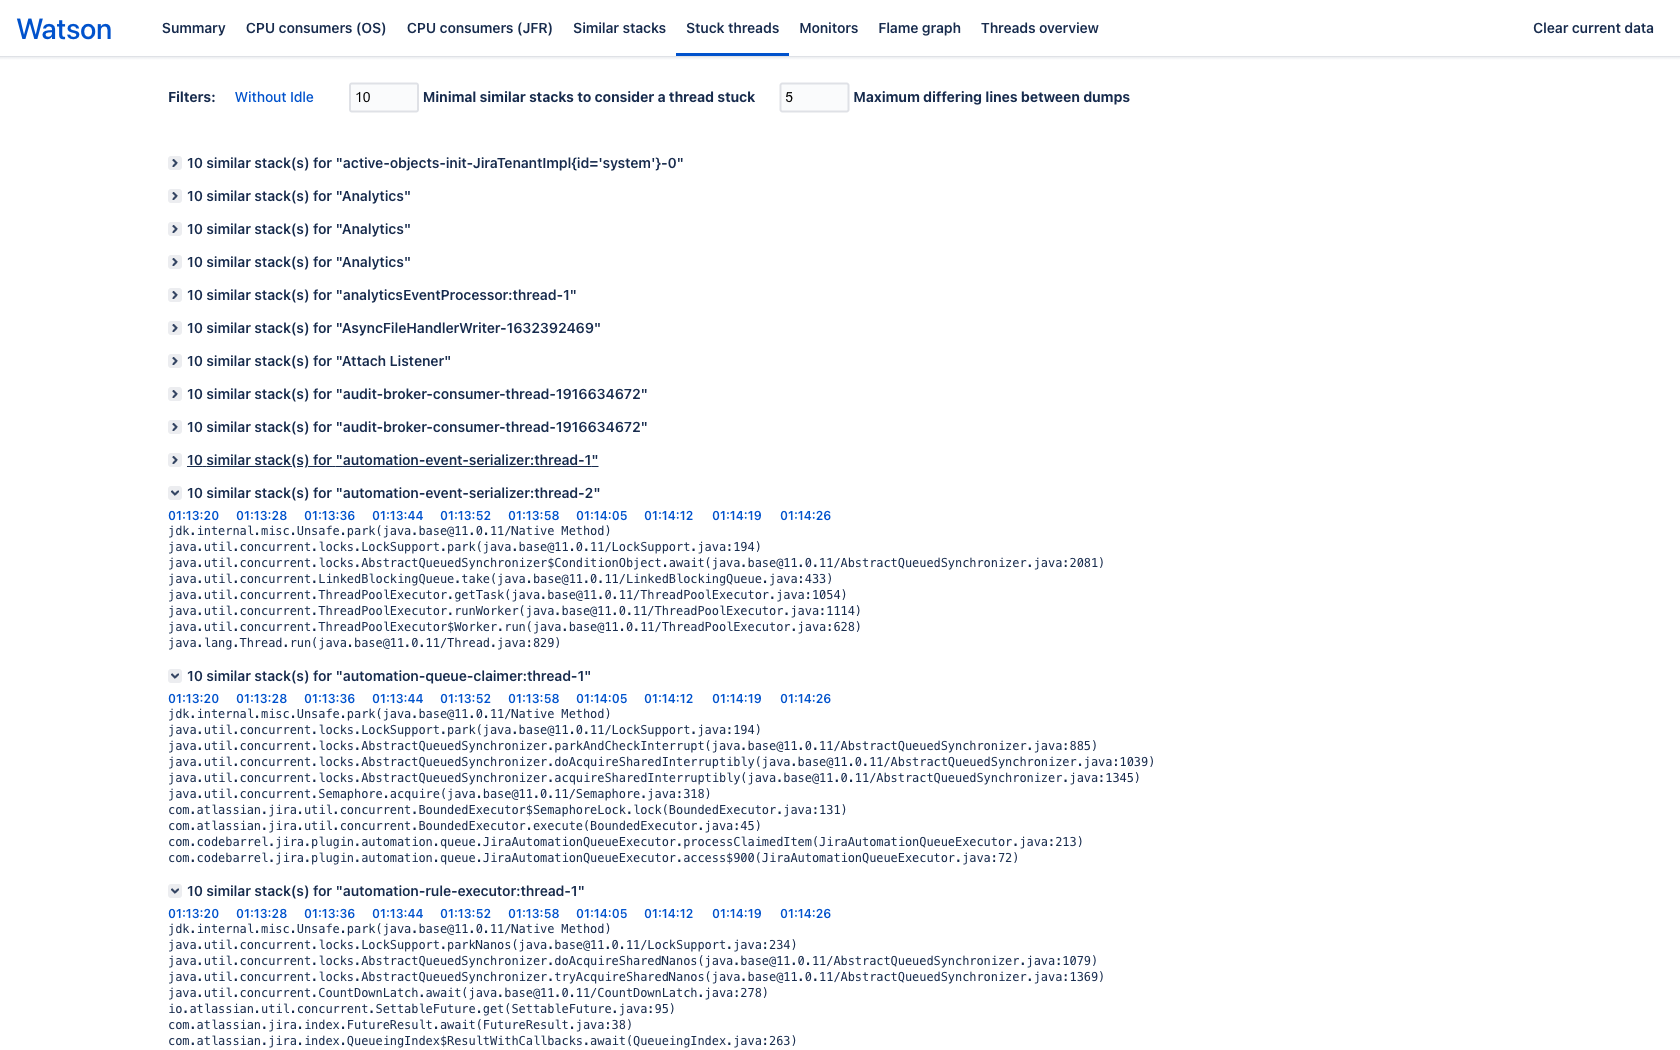 Watson
Summary CPU consumers (OS) CPU consumers (JFR) Similar stacks Stuck threads Monitors Flame graph Threads overview Clear current data
Filters: Without Idle 10 Minimal similar stacks to consider a thread stuck 5 Maximum differing lines between dumps
10 similar stack(s) for "active-objects-init-JiraTenantImpl{id='system'}-0"
10 similar stack(s) for "Analytics"
10 similar stack(s) for "Analytics"
10 similar stack(s) for "Analytics"
10 similar stack(s) for "analyticsEventProcessor:thread-1"
10 similar stack(s) for "AsyncFileHandlerWriter-1632392469"
10 similar stack(s) for "Attach Listener"
10 similar stack(s) for "audit-broker-consumer-thread-1916634672"
10 similar stack(s) for "audit-broker-consumer-thread-1916634672"
10 similar stack(s) for "automation-event-serializer:thread-1"
10 similar stack(s) for "automation-event-serializer:thread-2"
01:13:20 01:13:28 01:13:36 01:13:44 01:13:52 01:13:58 01:14:05 01:14:12 01:14:19 01:14:26
jdk.internal.misc.Unsafe.park(java.base@11.0.11/Native Method)
java.util.concurrent.locks.LockSupport.park(java.base@11.0.11/LockSupport.java:194)
java.util.concurrent.locks.AbstractQueuedSynchronizer$ConditionObject.await(java.base@11.0.11/AbstractQueuedSynchronizer.java:2081)
java.util.concurrent.LinkedBlockingQueue.take(java.base@11.0.11/LinkedBlockingQueue.java:433)
java.util.concurrent.ThreadPoolExecutor.getTask(java.base@11.0.11/ThreadPoolExecutor.java:1054)
java.util.concurrent.ThreadPoolExecutor.runWorker(java.base@11.0.11/ThreadPoolExecutor.java:1114)
java.util.concurrent.ThreadPoolExecutor$Worker.run(java.base@11.0.11/ThreadPoolExecutor.java:628)
java.lang.Thread.run(java.base@11.0.11/Thread.java:829)
10 similar stack(s) for "automation-queue-claimer:thread-1"
01:13:20 01:13:28 01:13:36 01:13:44 01:13:52 01:13:58 01:14:05 01:14:12 01:14:19 01:14:26
jdk.internal.misc.Unsafe.park(java.base@11.0.11/Native Method)
java.util.concurrent.locks.LockSupport.park(java.base@11.0.11/LockSupport.java:194)
java.util.concurrent.locks.AbstractQueuedSynchronizer.parkAndCheckInterrupt(java.base@11.0.11/AbstractQueuedSynchronizer.java:885)
java.util.concurrent.locks.AbstractQueuedSynchronizer.doAcquireSharedInterruptibly(java.base@11.0.11/AbstractQueuedSynchronizer.java:1039)
java.util.concurrent.locks.AbstractQueuedSynchronizer.acquireSharedInterruptibly(java.base@11.0.11/AbstractQueuedSynchronizer.java:1345)
java.util.concurrent.Semaphore.acquire(java.base@11.0.11/Semaphore.java:318)
com.atlassian.jira.util.concurrent.BoundedExecutor$SemaphoreLock.lock(BoundedExecutor.java:131)
com.atlassian.jira.util.concurrent.BoundedExecutor.execute(BoundedExecutor.java:45)
com.codebarrel.jira.plugin.automation.queue.JiraAutomationQueueExecutor.processClaimedItem(JiraAutomationQueueExecutor.java:213)
com.codebarrel.jira.plugin.automation.queue.JiraAutomationQueueExecutor.access$900(JiraAutomationQueueExecutor.java:72)
10 similar stack(s) for "automation-rule-executor:thread-1"
01:13:20 01:13:28 01:13:36 01:13:44 01:13:52 01:13:58 01:14:05 01:14:12 01:14:19 01:14:26
jdk.internal.misc.Unsafe.park(java.base@11.0.11/Native Method)
java.util.concurrent.locks.LockSupport.parkNanos(java.base@11.0.11/LockSupport.java:234)
java.util.concurrent.locks.AbstractQueuedSynchronizer.doAcquireSharedNanos(java.base@11.0.11/AbstractQueuedSynchronizer.java:1079)
java.util.concurrent.locks.AbstractQueuedSynchronizer.tryAcquireSharedNanos(java.base@11.0.11/AbstractQueuedSynchronizer.java:1369)
java.util.concurrent.CountDownLatch.await(java.base@11.0.11/CountDownLatch.java:278)
io.atlassian.util.concurrent.SettableFuture.get(SettableFuture.java:95)
com.atlassian.jira.index.FutureResult.await(FutureResult.java:38)
com.atlassian.jira.index.QueueingIndex$ResultWithCallbacks.await(QueueingIndex.java:263)